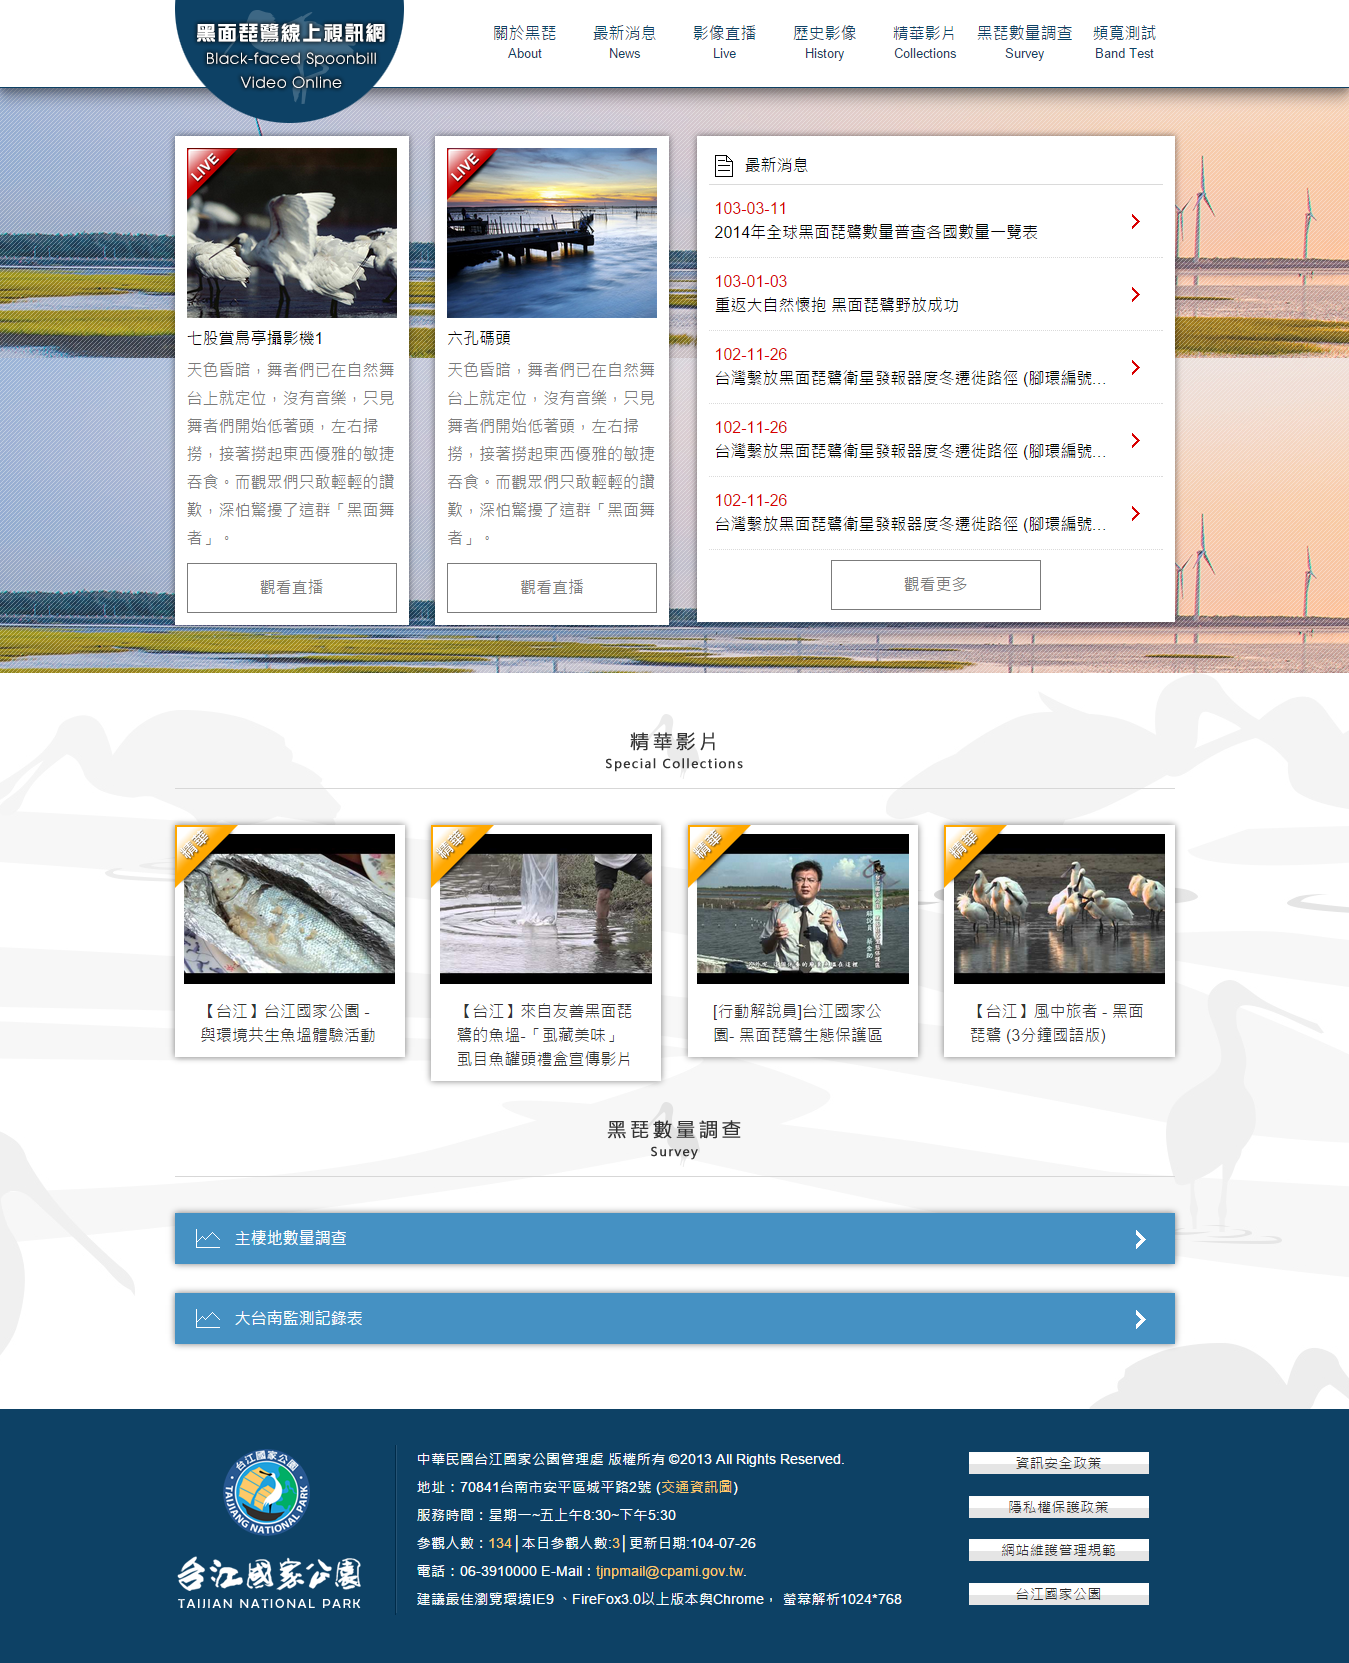 黑面琵鷺線上視訊網
Black-faced Spoonbill
Video Online
關於黑琵
About
最新消息
News
影像直播
Live
歷史影像
History
精華影片
Collections
黑琵數量調查
Survey
頻寬測試
Band Test
LIVE
七股賞鳥亭攝影機1
天色昏暗，舞者們已在自然舞
台上就定位，沒有音樂，只見
舞者們開始低著頭，左右掃
撈，接著撈起東西優雅的敏捷
吞食。而觀眾們只敢輕輕的讚
歎，深怕驚擾了這群「黑面舞
者」。
觀看直播
LIVE
六孔碼頭
天色昏暗，舞者們已在自然舞
台上就定位，沒有音樂，只見
舞者們開始低著頭，左右掃
撈，接著撈起東西優雅的敏捷
吞食。而觀眾們只敢輕輕的讚
歎，深怕驚擾了這群「黑面舞
者」。
觀看直播
最新消息
103-03-11
2014年全球黑面琵鷺數量普查各國數量一覽表
103-01-03
重返大自然懷抱 黑面琵鷺野放成功
102-11-26
台灣繫放黑面琵鷺衛星發報器度冬遷徙路徑 (腳環編號...
102-11-26
台灣繫放黑面琵鷺衛星發報器度冬遷徙路徑 (腳環編號...
102-11-26
台灣繫放黑面琵鷺衛星發報器度冬遷徙路徑 (腳環編號...
觀看更多
精華影片
Special Collections
精華
【台江】台江國家公園 -
與環境共生魚塭體驗活動
精華
【台江】來自友善黑面琵
鷺的魚塭-「虱藏美味」
虱目魚罐頭禮盒宣傳影片
精華
[行動解說員]台江國家公
園- 黑面琵鷺生態保護區
精華
【台江】風中旅者 - 黑面
琵鷺 (3分鐘國語版)
黑琵數量調查
Survey
主棲地數量調查
大台南監測記錄表
台江國家公園
TAIJIANG NATIONAL PARK
台江國家公園
TAIJIAN NATIONAL PARK
中華民國台江國家公園管理處 版權所有 ©2013 All Rights Reserved.
地址：70841台南市安平區城平路2號 (交通資訊圖)
服務時間：星期一~五上午8:30~下午5:30
參觀人數：134│本日參觀人數:3│更新日期:104-07-26
電話：06-3910000 E-Mail：tjnpmail@cpami.gov.tw.
建議最佳瀏覽環境IE9 、FireFox3.0以上版本與Chrome， 螢幕解析1024*768
資訊安全政策
隱私權保護政策
網站維護管理規範
台江國家公園